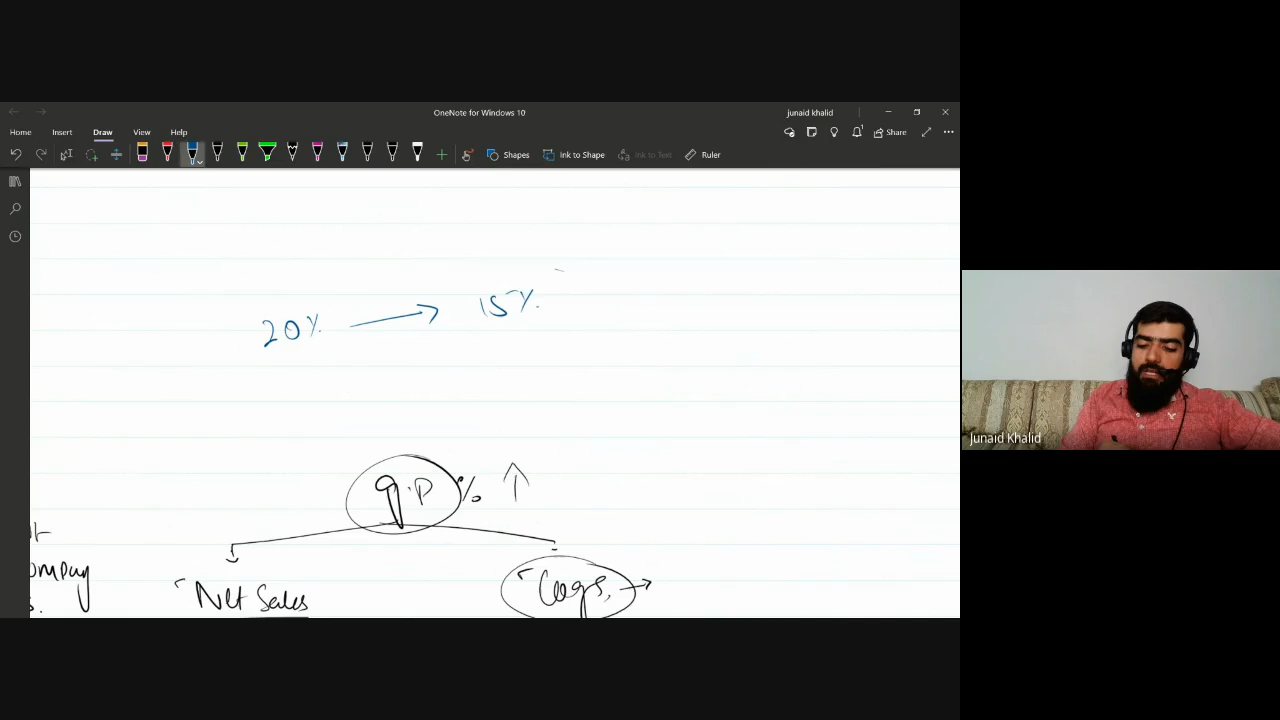 OneNote for Windows 10
junaid khalid
Home Insert Draw View Help
Share
Shapes Ink to Shape Ink to Text Ruler
20% → 15%
G.P % ↑
Net Sales
Cogs. →
ompany
s.
Junaid Khalid